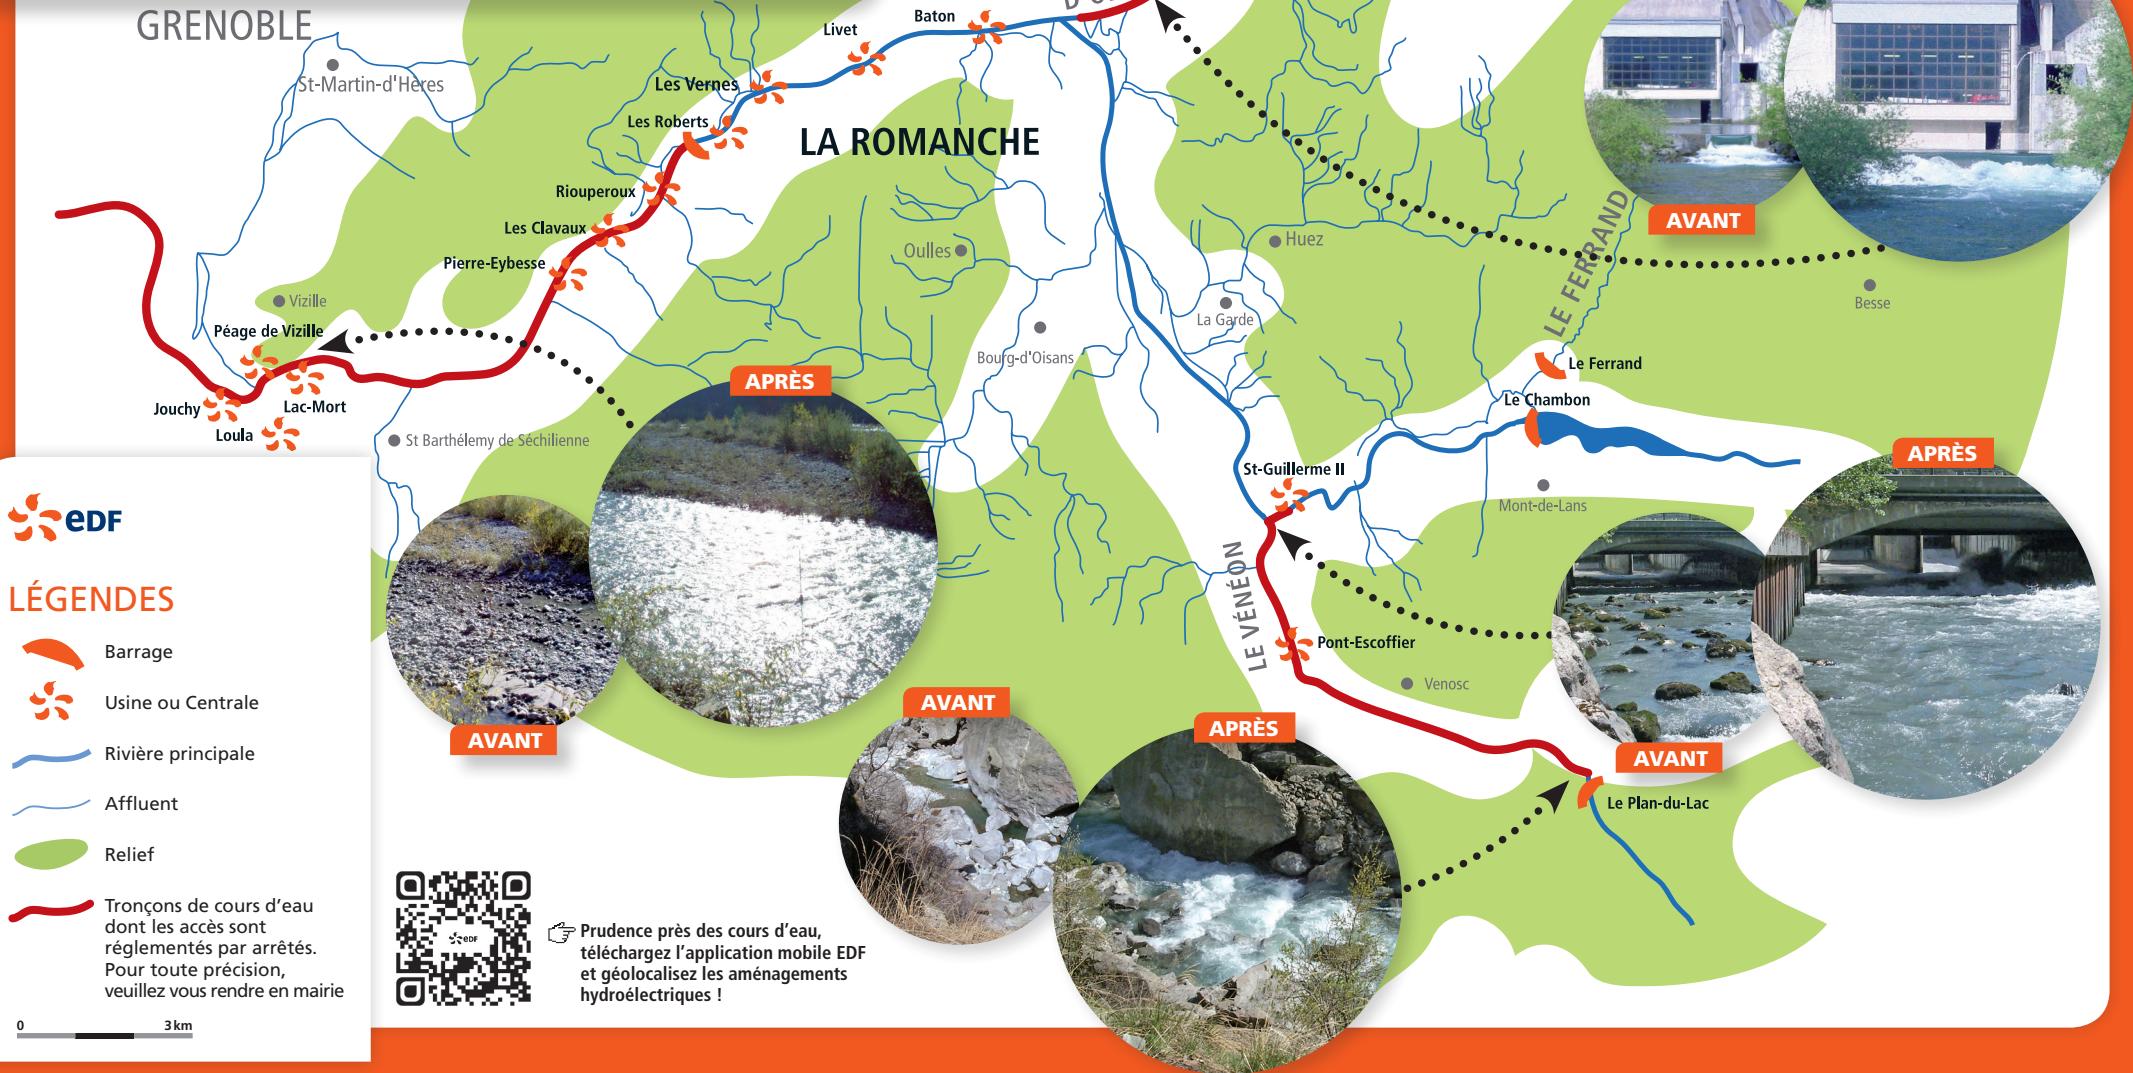 GRENOBLE
St-Martin-d'Hères
Baton
Livet
Les Vernes
Les Roberts
LA ROMANCHE
Riouperoux
Les Clavaux
Pierre-Eybesse
Oulles
Huez
Vizille
Péage de Vizille
La Garde
Bourg-d'Oisans
LE FERRAND
Besse
Le Ferrand
Le Chambon
Jouchy
Lac-Mort
Loula
St Barthélemy de Séchilienne
St-Guillerme II
Mont-de-Lans
LE VÉNÉON
Pont-Escoffier
Venosc
Le Plan-du-Lac
AVANT
APRÈS
AVANT
AVANT
APRÈS
APRÈS
AVANT
eDF
LÉGENDES
Barrage
Usine ou Centrale
Rivière principale
Affluent
Relief
Tronçons de cours d'eau
dont les accès sont
réglementés par arrêtés.
Pour toute précision,
veuillez vous rendre en mairie
0 3 km
eDF
Prudence près des cours d'eau,
téléchargez l'application mobile EDF
et géolocalisez les aménagements
hydroélectriques !